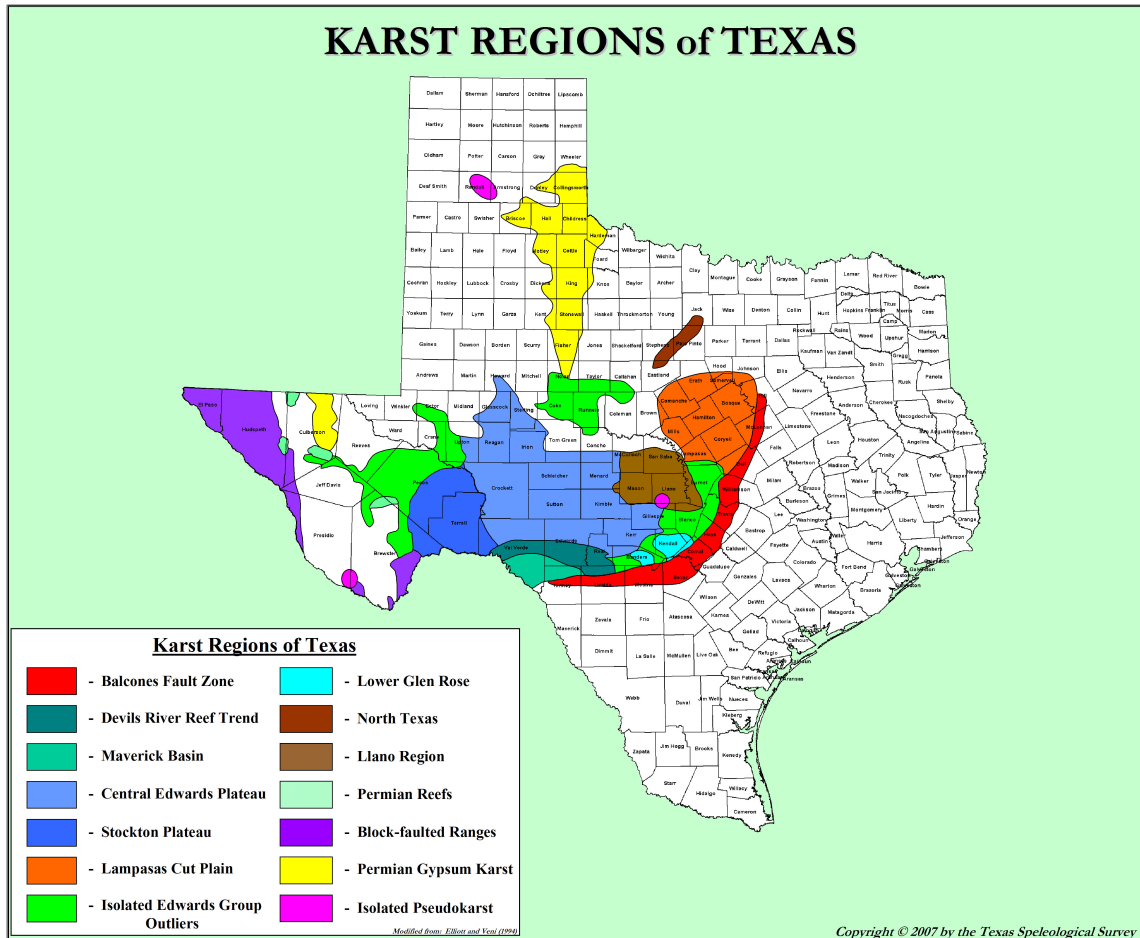 KARST REGIONS of TEXAS
Dallam Sherman Hansford Ochiltree Lipscomb
Hartley Moore Hutchinson Roberts Hemphill
Oldham Potter Carson Gray Wheeler
Deaf Smith Randall Armstrong Donley Collingsworth
Parmer Castro Swisher Briscoe Hall Childress
Hardeman
Bailey Lamb Hale Floyd Motley Cottle Foard Wilbarger Wichita
Clay Montague Cooke Grayson Fannin Lamar Red River Bowie
Cochran Hockley Lubbock Crosby Dickens King Knox Baylor Archer
Delta Titus Morris Cass
Yoakum Terry Lynn Garza Kent Stonewall Haskell Throckmorton Young Jack Wise Denton Collin Hunt Hopkins Franklin
Camp Marion
Rockwall Rains Wood Upshur
Gaines Dawson Borden Scurry Fisher Jones Shackelford Stephens Palo Pinto Parker Tarrant Dallas Kaufman Van Zandt Gregg Harrison
Andrews Martin Howard Mitchell Nolan Taylor Callahan Eastland Hood Johnson Ellis Henderson Smith Rusk Panola
Erath Somervell Navarro
El Paso Hudspeth Culberson Reeves Loving Winkler Ector Midland Glasscock Sterling Coke Runnels Coleman Brown Comanche Bosque Hill Freestone Anderson Cherokee Shelby
Nacogdoches
Ward Crane Upton Reagan Irion Tom Green Concho Mills Hamilton McLennan Limestone Leon Houston Angelina San Augustine Sabine
McCulloch San Saba Lampasas Coryell Falls Robertson Madison Trinity Polk Tyler Jasper Newton
Jeff Davis Pecos Crockett Schleicher Menard Mason Llano Burnet Bell Milam Brazos Walker San Jacinto Hardin
Williamson Burleson Grimes Montgomery Liberty Orange
Presidio Brewster Terrell Sutton Kimble Gillespie Blanco Travis Lee Washington Waller Harris Jefferson
Bastrop Austin Chambers
Val Verde Edwards Real Kerr Kendall Hays Caldwell Fayette Colorado Fort Bend Galveston
Bandera Comal Guadalupe Gonzales Lavaca Wharton Brazoria Galveston
Kinney Uvalde Medina Bexar Wilson DeWitt Jackson Matagorda
Maverick Zavala Frio Atascosa Karnes Goliad Victoria Calhoun
Dimmit La Salle McMullen Live Oak Bee Refugio
San Patricio Aransas
Webb Duval Jim Wells Nueces
Kleberg
Zapata Jim Hogg Brooks Kenedy
Starr Hidalgo Willacy
Cameron
Karst Regions of Texas
- Balcones Fault Zone
- Devils River Reef Trend
- Maverick Basin
- Central Edwards Plateau
- Stockton Plateau
- Lampasas Cut Plain
- Isolated Edwards Group
Outliers
- Lower Glen Rose
- North Texas
- Llano Region
- Permian Reefs
- Block-faulted Ranges
- Permian Gypsum Karst
- Isolated Pseudokarst
Modified from: Elliott and Veni (1994)
Copyright © 2007 by the Texas Speleological Survey